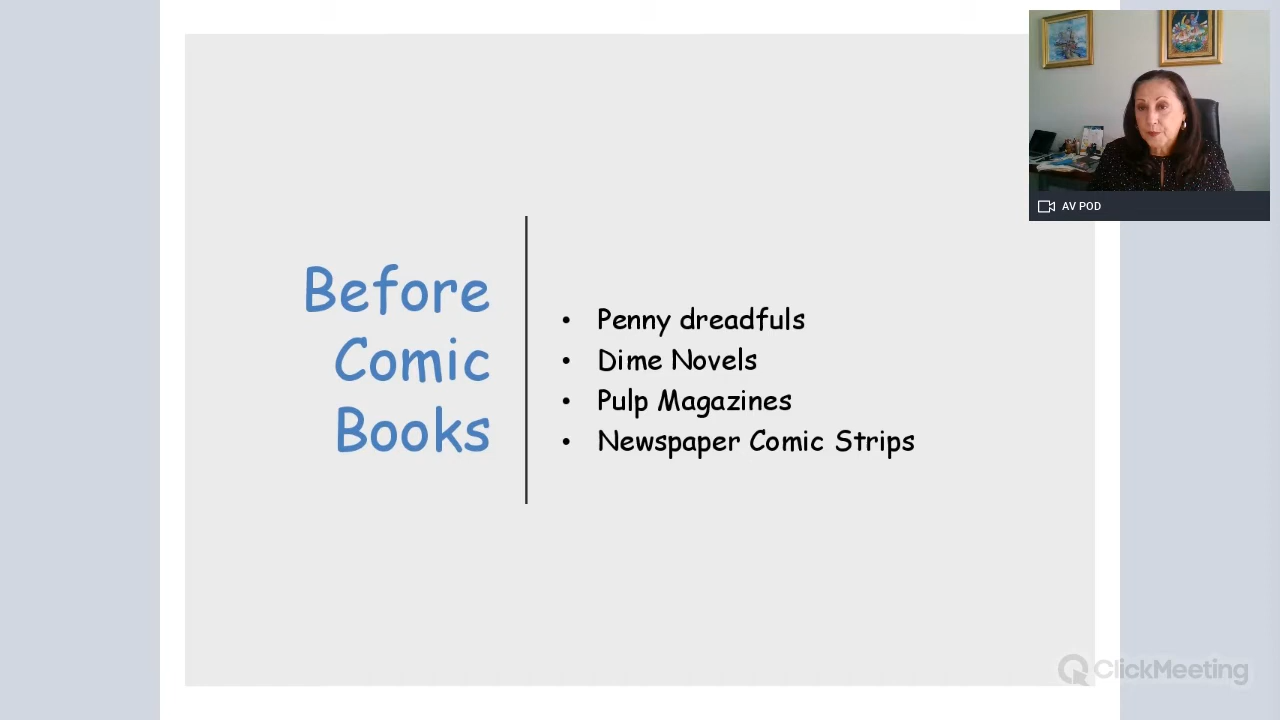 Before
Comic
Books
• Penny dreadfuls
• Dime Novels
• Pulp Magazines
• Newspaper Comic Strips
AV POD
ClickMeeting